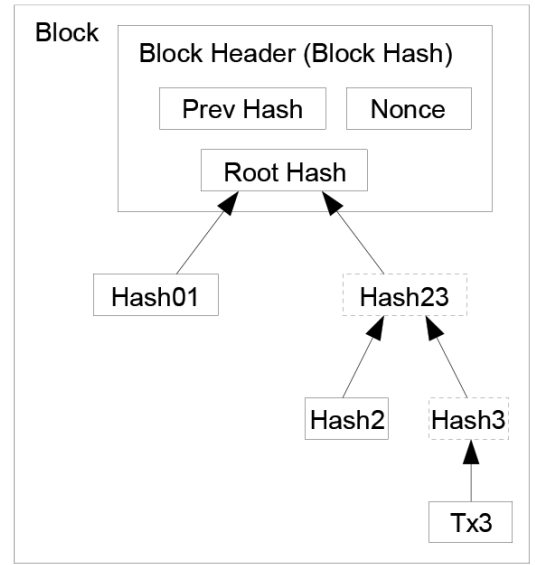 Block
Block Header (Block Hash)
Prev Hash
Nonce
Root Hash
Hash01
Hash23
Hash2
Hash3
Tx3